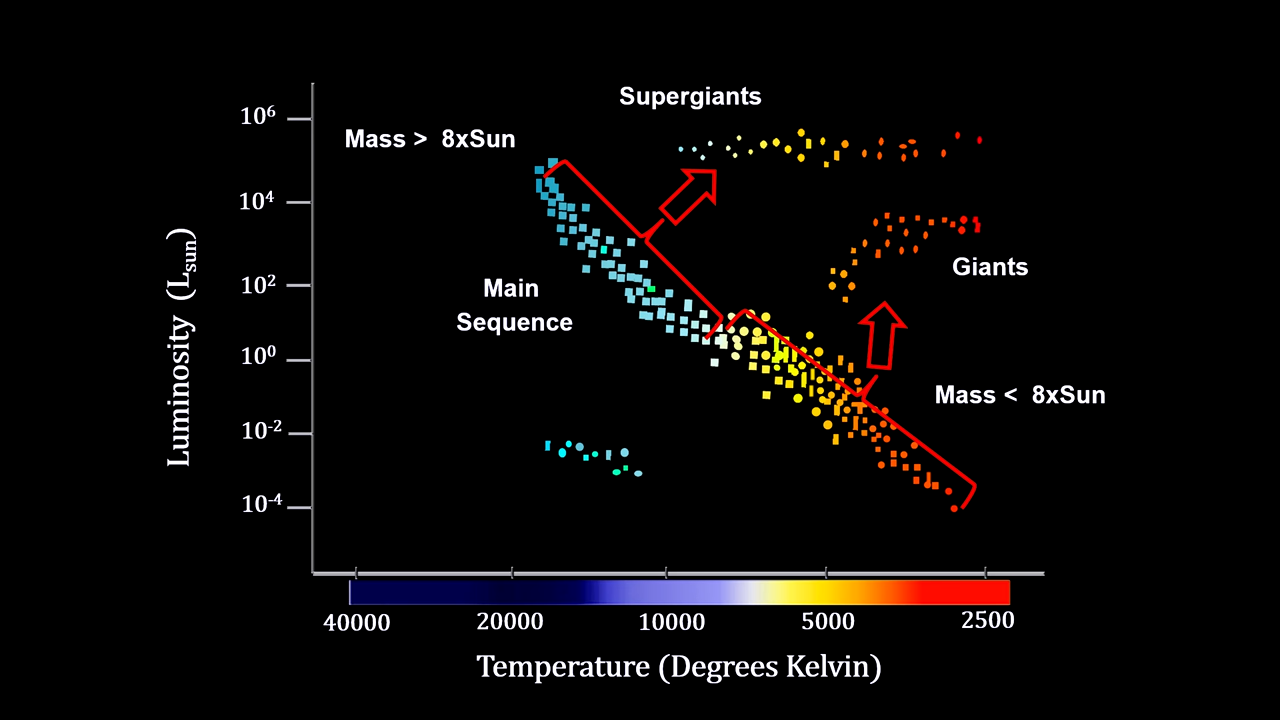 Supergiants
10⁶
Mass > 8xSun
10⁴
Luminosity (Lsun)
Giants
10²
Main
Sequence
10⁰
Mass < 8xSun
10⁻²
10⁻⁴
40000 20000 10000 5000 2500
Temperature (Degrees Kelvin)